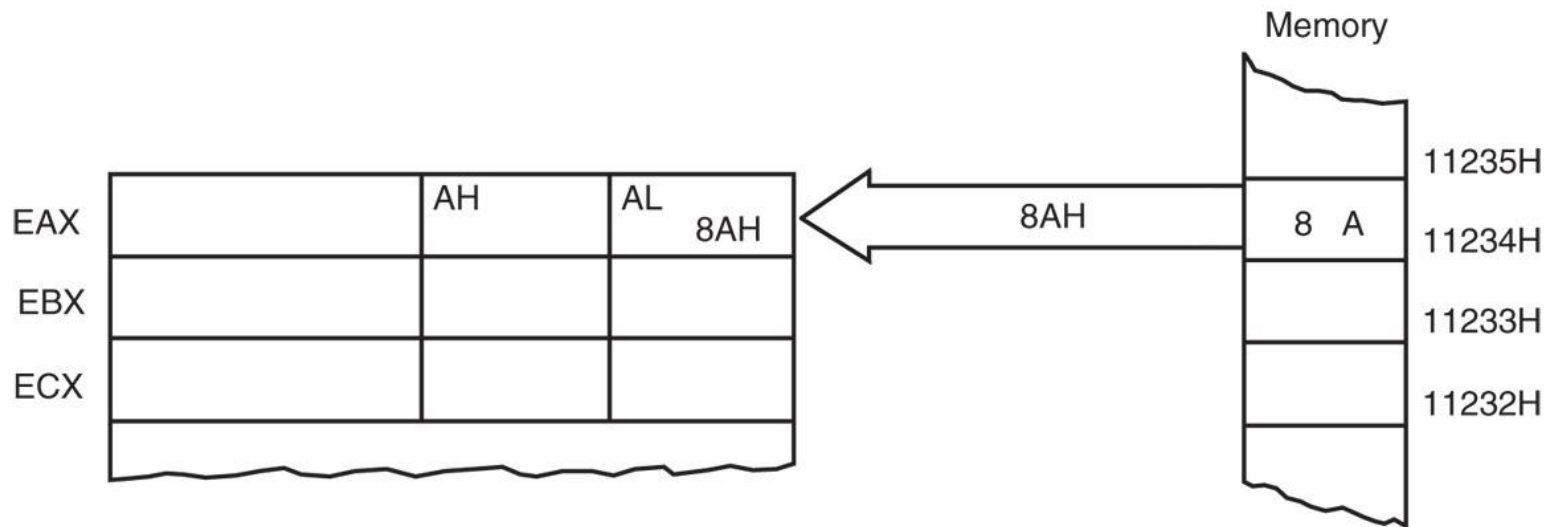 Memory
11235H
EAX AH AL 8AH 8AH 8 A 11234H
EBX 11233H
ECX 11232H